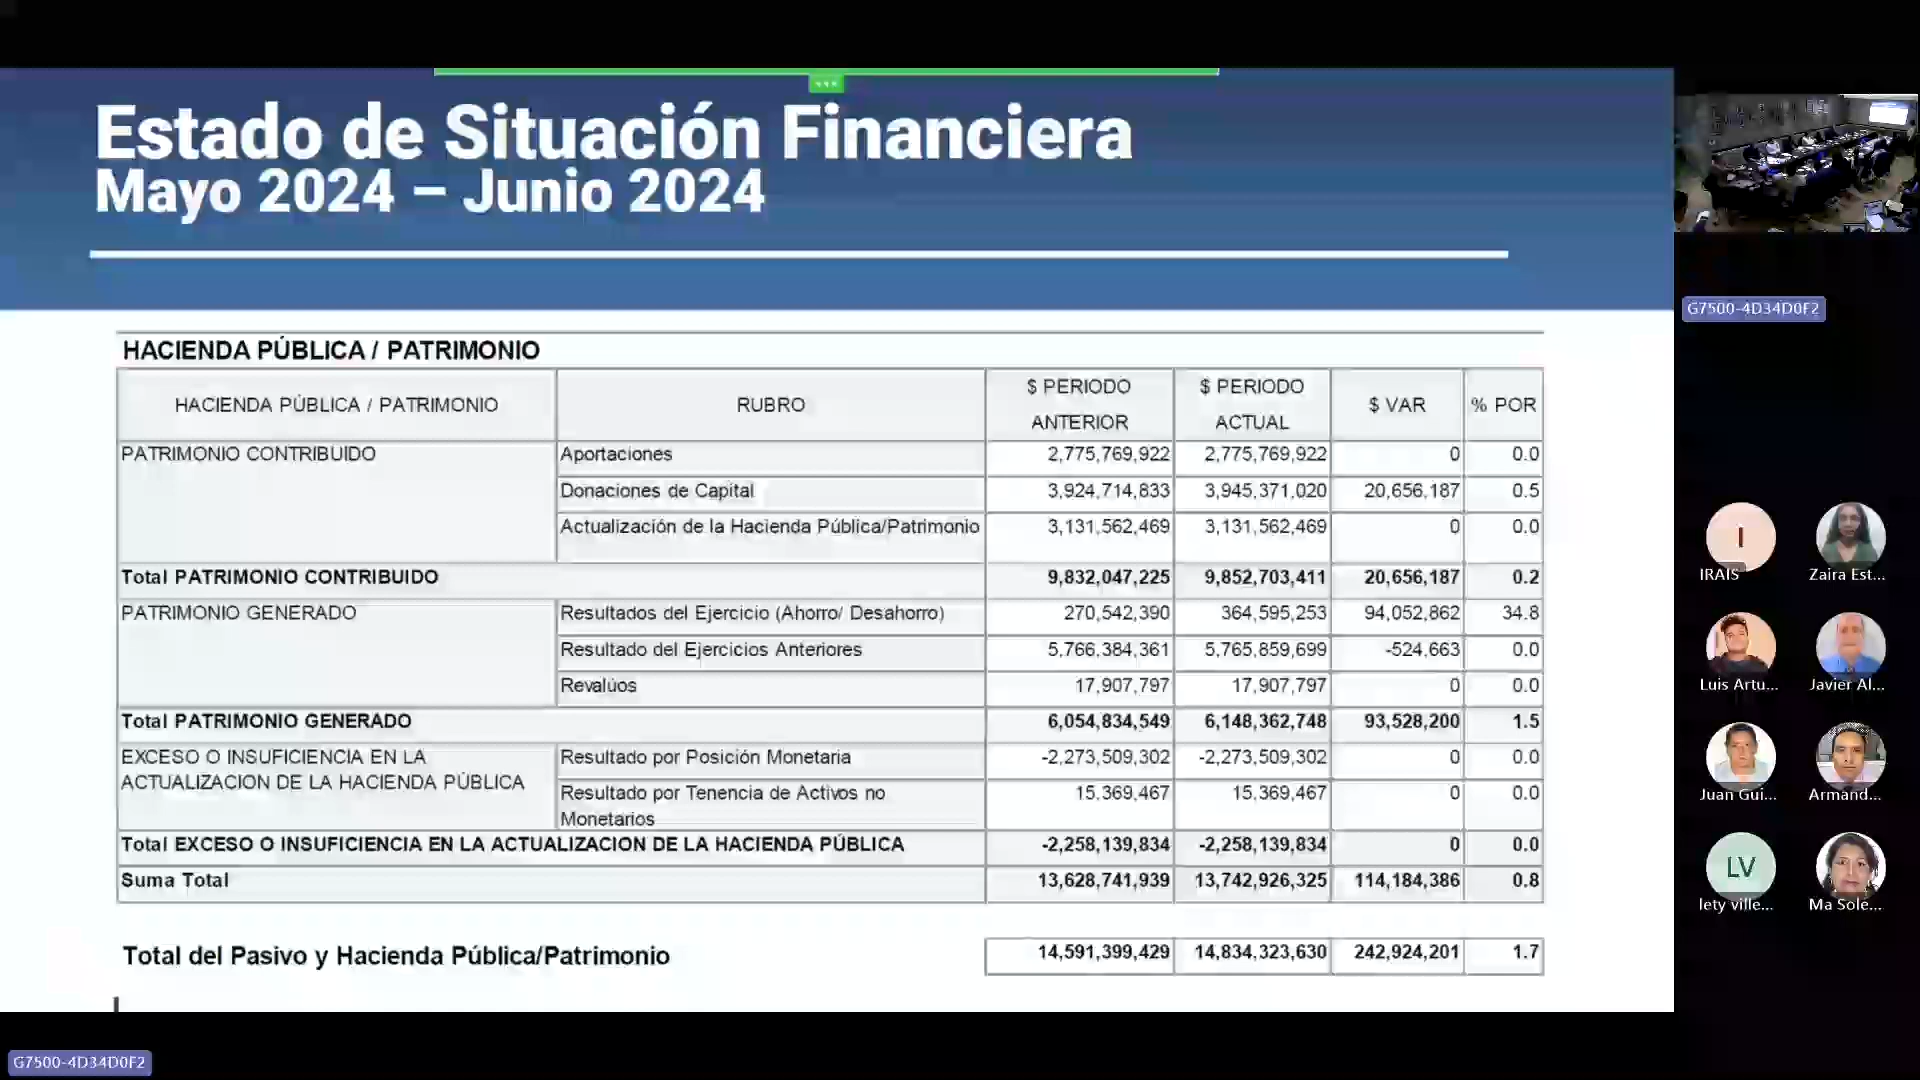 Estado de Situación Financiera
Mayo 2024 – Junio 2024
HACIENDA PÚBLICA / PATRIMONIO
HACIENDA PÚBLICA / PATRIMONIO RUBRO $ PERIODO ANTERIOR $ PERIODO ACTUAL $ VAR % POR
PATRIMONIO CONTRIBUIDO Aportaciones 2,775,769,922 2,775,769,922 0 0.0
Donaciones de Capital 3,924,714,833 3,945,371,020 20,656,187 0.5
Actualización de la Hacienda Pública/Patrimonio 3,131,562,469 3,131,562,469 0 0.0
Total PATRIMONIO CONTRIBUIDO 9,832,047,225 9,852,703,411 20,656,187 0.2
PATRIMONIO GENERADO Resultados del Ejercicio (Ahorro/ Desahorro) 270,542,390 364,595,253 94,052,862 34.8
Resultado del Ejercicios Anteriores 5,766,384,361 5,765,859,699 -524,663 0.0
Revalúos 17,907,797 17,907,797 0 0.0
Total PATRIMONIO GENERADO 6,054,834,549 6,148,362,748 93,528,200 1.5
EXCESO O INSUFICIENCIA EN LA ACTUALIZACION DE LA HACIENDA PÚBLICA Resultado por Posición Monetaria -2,273,509,302 -2,273,509,302 0 0.0
Resultado por Tenencia de Activos no Monetarios 15,369,467 15,369,467 0 0.0
Total EXCESO O INSUFICIENCIA EN LA ACTUALIZACION DE LA HACIENDA PÚBLICA -2,258,139,834 -2,258,139,834 0 0.0
Suma Total 13,628,741,939 13,742,926,325 114,184,386 0.8
Total del Pasivo y Hacienda Pública/Patrimonio 14,591,399,429 14,834,323,630 242,924,201 1.7
G7500-4D34D0F2
I
IRAIS
Zaira Est...
Luis Artu...
Javier Al...
Juan Gui...
Armand...
LV
lety ville...
Ma Sole...
G7500-4D34D0F2